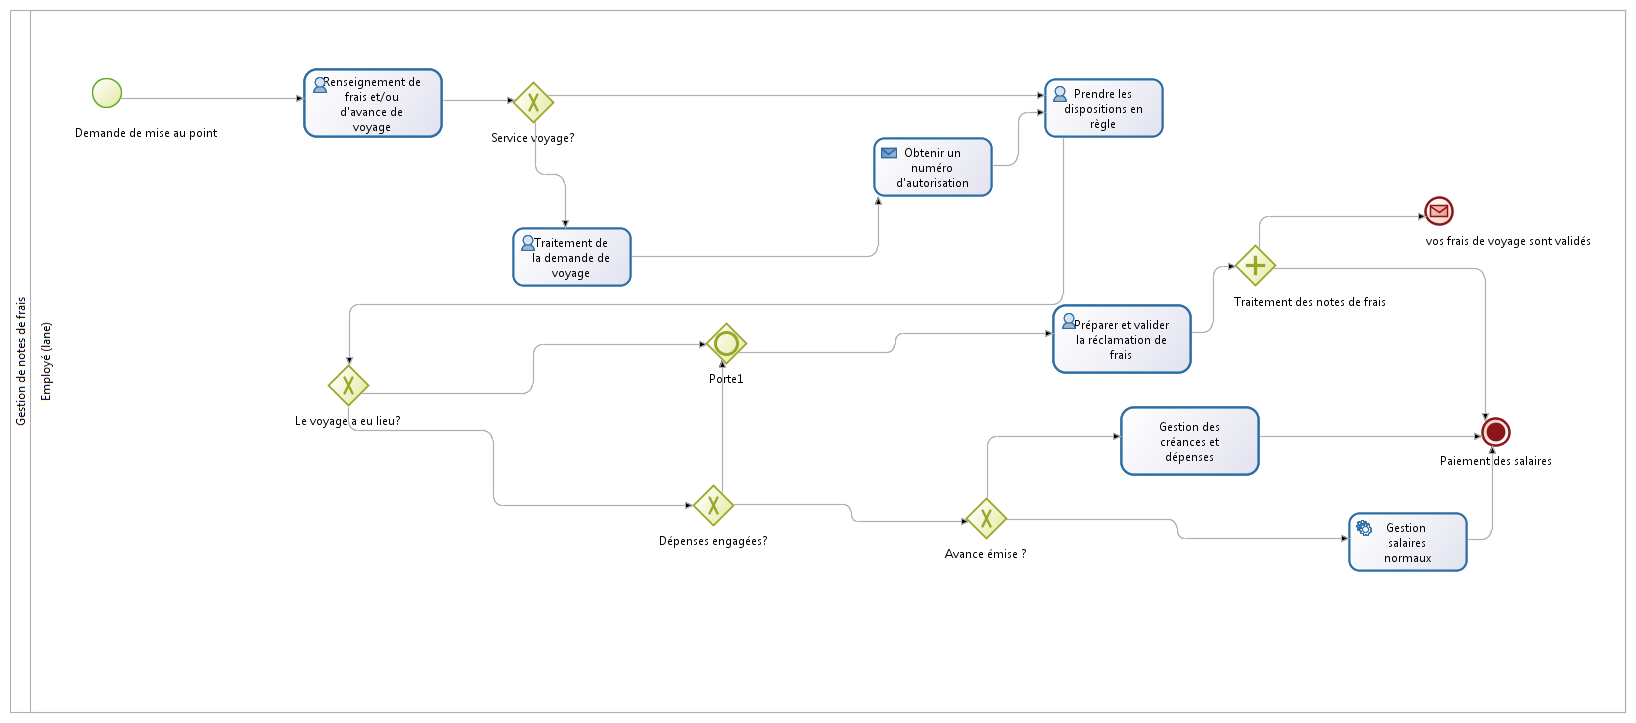 Gestion de notes de frais
Employé (lane)
Demande de mise au point
Renseignement de
frais et/ou
d'avance de
voyage
Service voyage?
Prendre les
dispositions en
règle
Obtenir un
numéro
d'autorisation
Traitement de
la demande de
voyage
vos frais de voyage sont validés
Traitement des notes de frais
Préparer et valider
la réclamation de
frais
Porte1
Le voyage a eu lieu?
Gestion des
créances et
dépenses
Paiement des salaires
Dépenses engagées?
Avance émise ?
Gestion
salaires
normaux